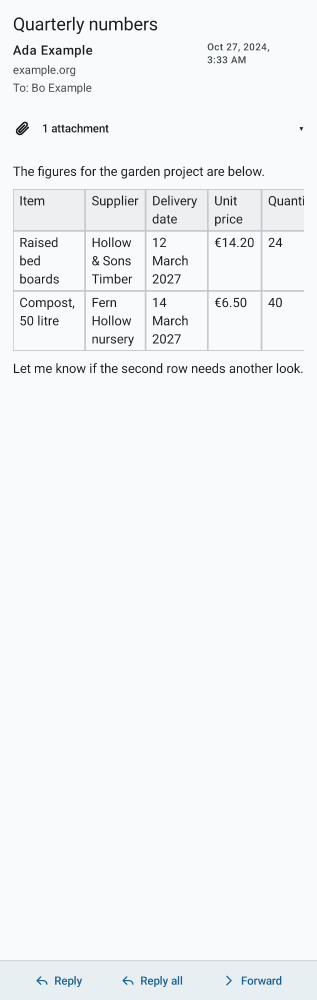 Quarterly numbers
Ada Example
Oct 27, 2024,
3:33 AM
example.org
To: Bo Example
1 attachment
The figures for the garden project are below.
Item Supplier Delivery date Unit price Quanti
Raised bed boards Hollow & Sons Timber 12 March 2027 €14.20 24
Compost, 50 litre Fern Hollow nursery 14 March 2027 €6.50 40
Let me know if the second row needs another look.
Reply Reply all Forward